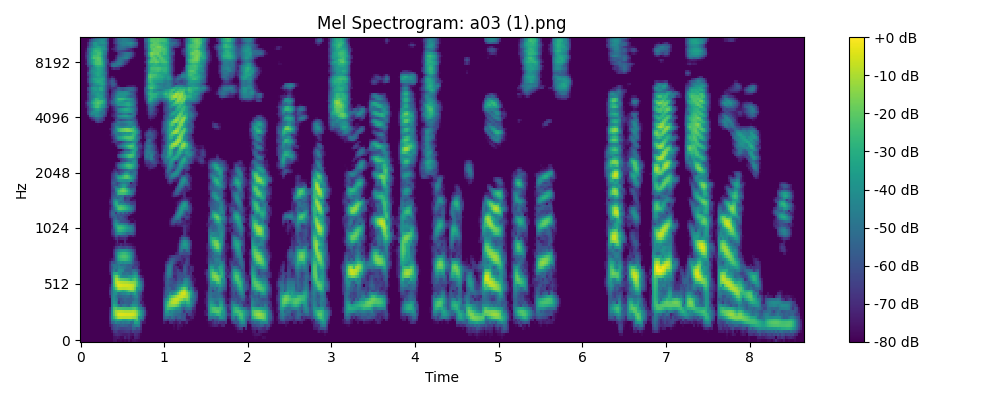 Mel Spectrogram: a03 (1).png
+0 dB
8192
-10 dB
4096
-20 dB
-30 dB
2048
Hz
-40 dB
1024
-50 dB
512
-60 dB
-70 dB
0
-80 dB
0 1 2 3 4 5 6 7 8
Time